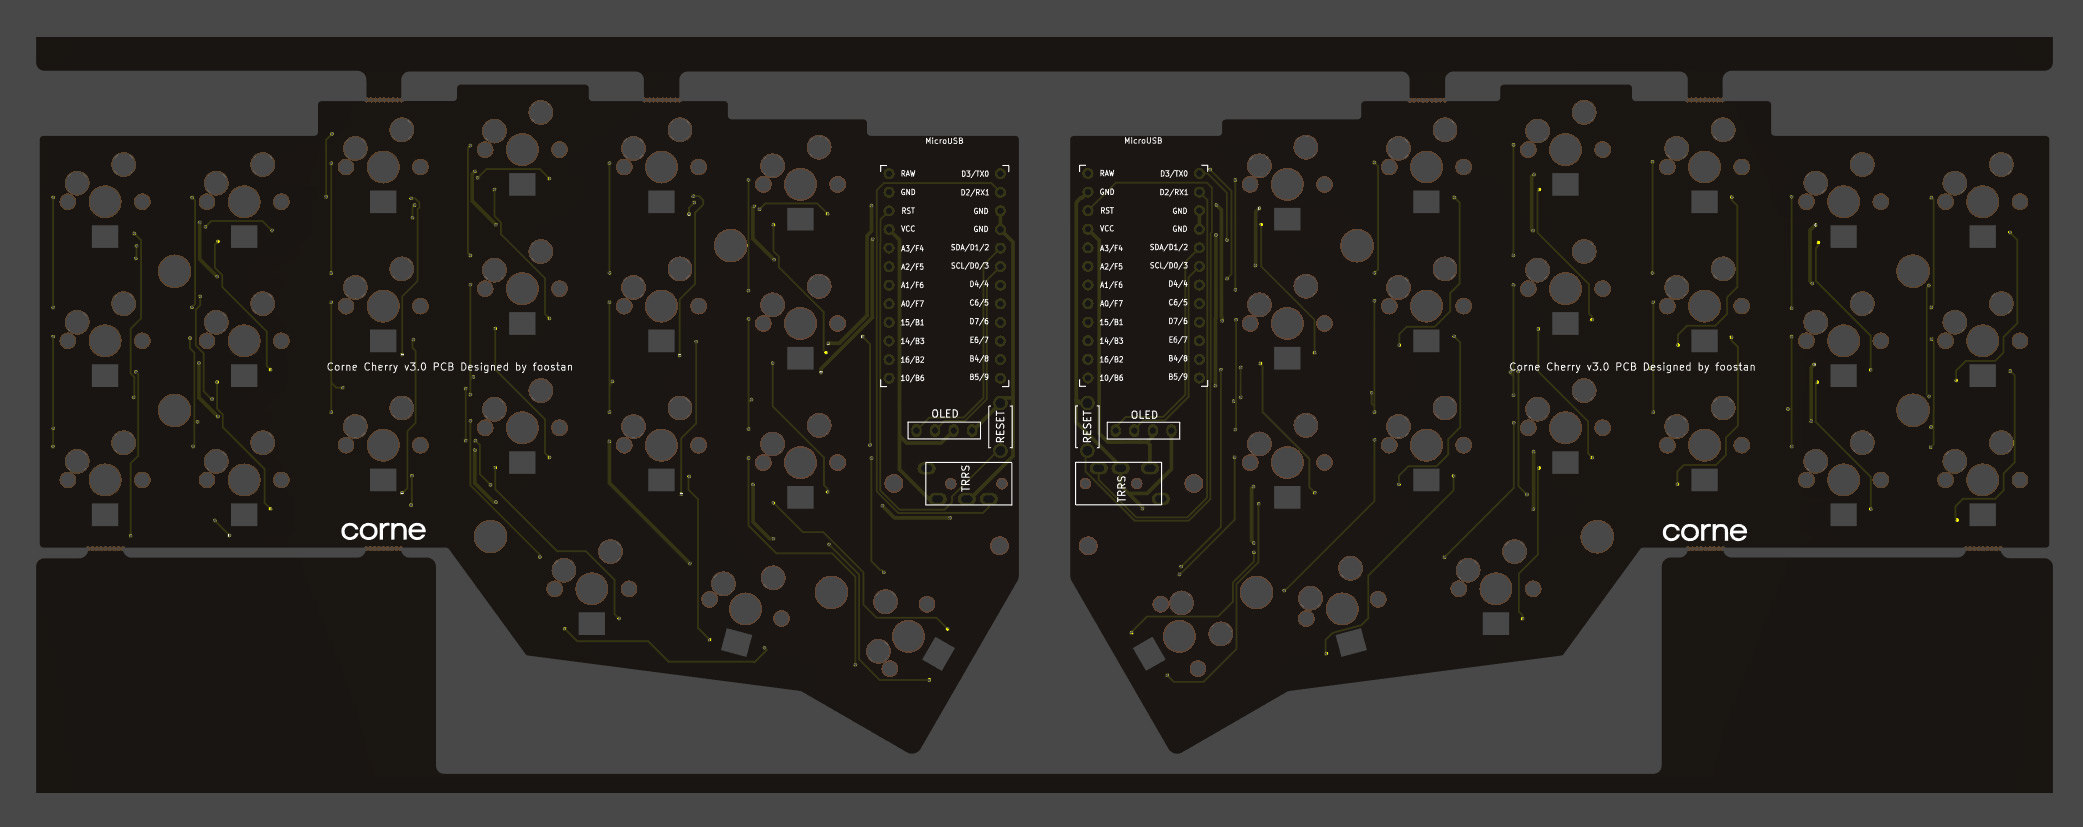 MicroUSB
RAW D3/TX0
GND D2/RX1
RST GND
VCC GND
A3/F4 SDA/D1/2
A2/F5 SCL/D0/3
A1/F6 D4/4
A0/F7 C6/5
15/B1 D7/6
14/B3 E6/7
16/B2 B4/8
10/B6 B5/9
OLED
RESET
TRRS
Corne Cherry v3.0 PCB Designed by foostan
corne
MicroUSB
RAW D3/TX0
GND D2/RX1
RST GND
VCC GND
A3/F4 SDA/D1/2
A2/F5 SCL/D0/3
A1/F6 D4/4
A0/F7 C6/5
15/B1 D7/6
14/B3 E6/7
16/B2 B4/8
10/B6 B5/9
RESET
OLED
TRRS
Corne Cherry v3.0 PCB Designed by foostan
corne